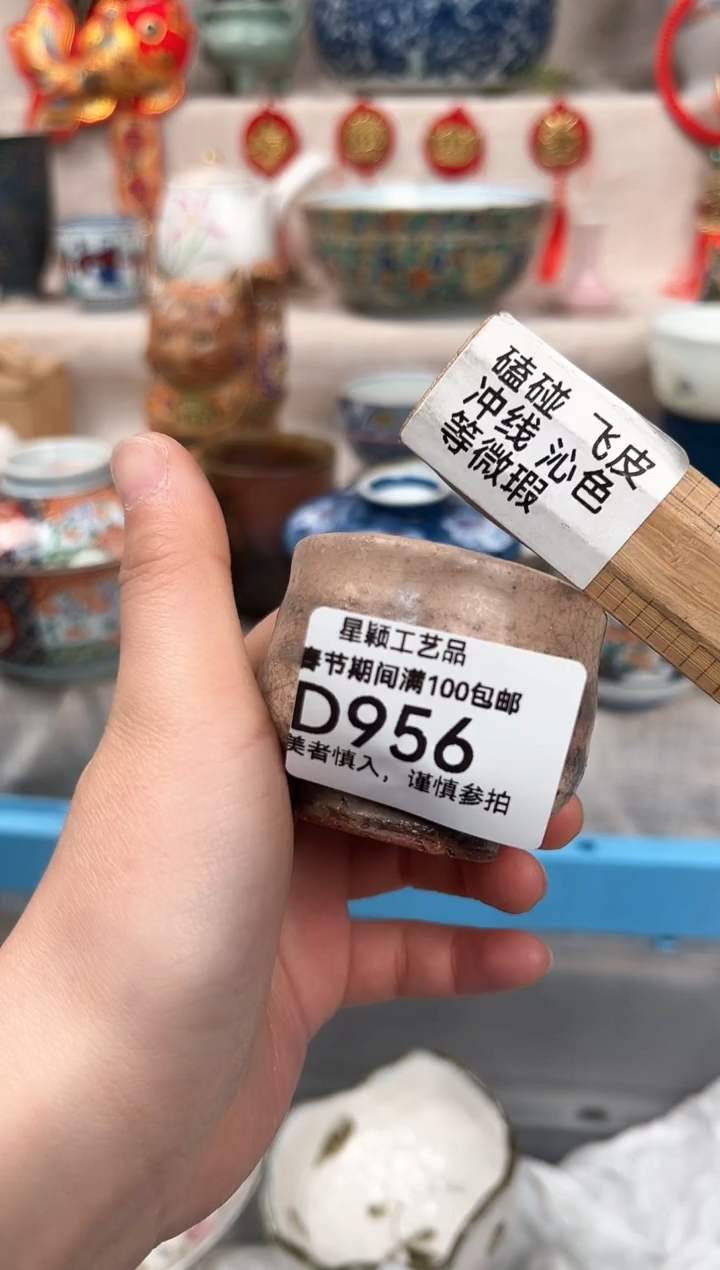 磕碰 飞皮
冲线 沁色
等微瑕
星颖工艺品
春节期间满100包邮
D956
美者慎入，谨慎参拍